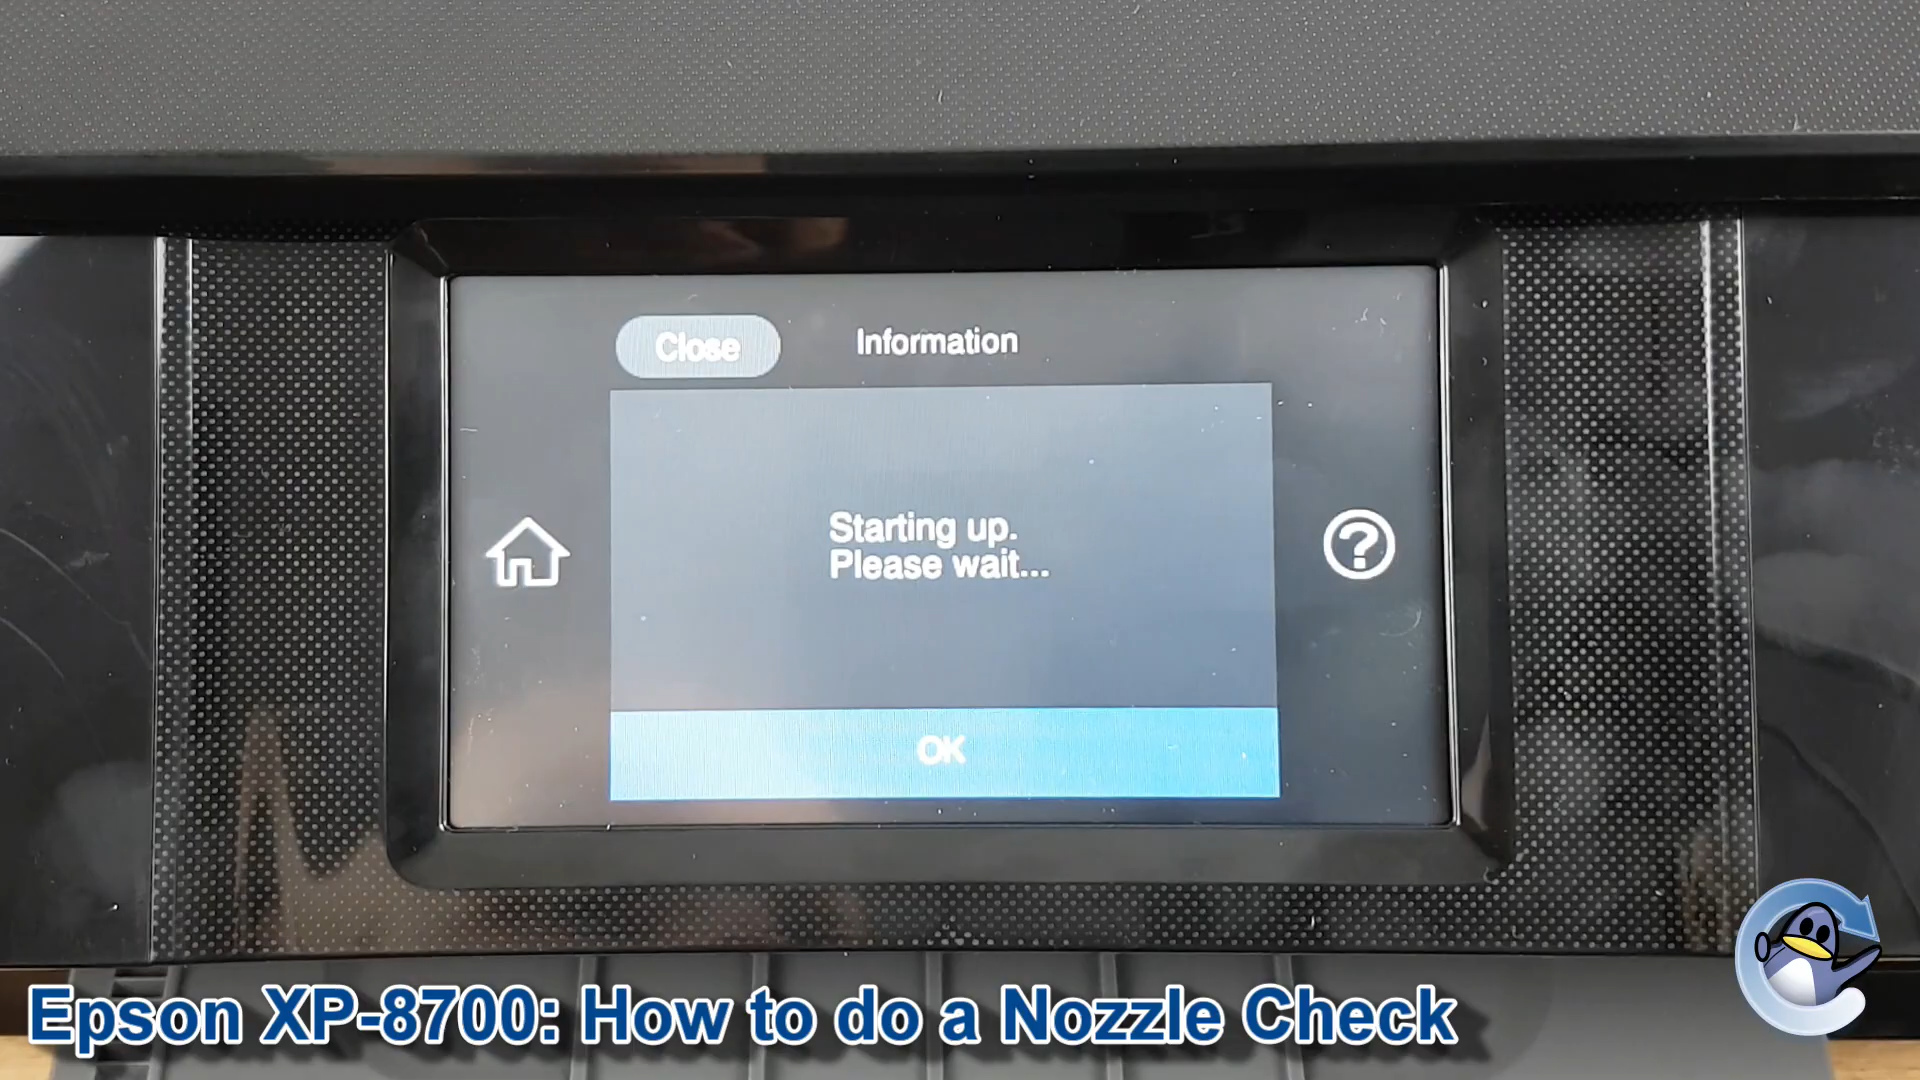 Close
Information
Starting up.
Please wait...
OK
Epson XP-8700: How to do a Nozzle Check